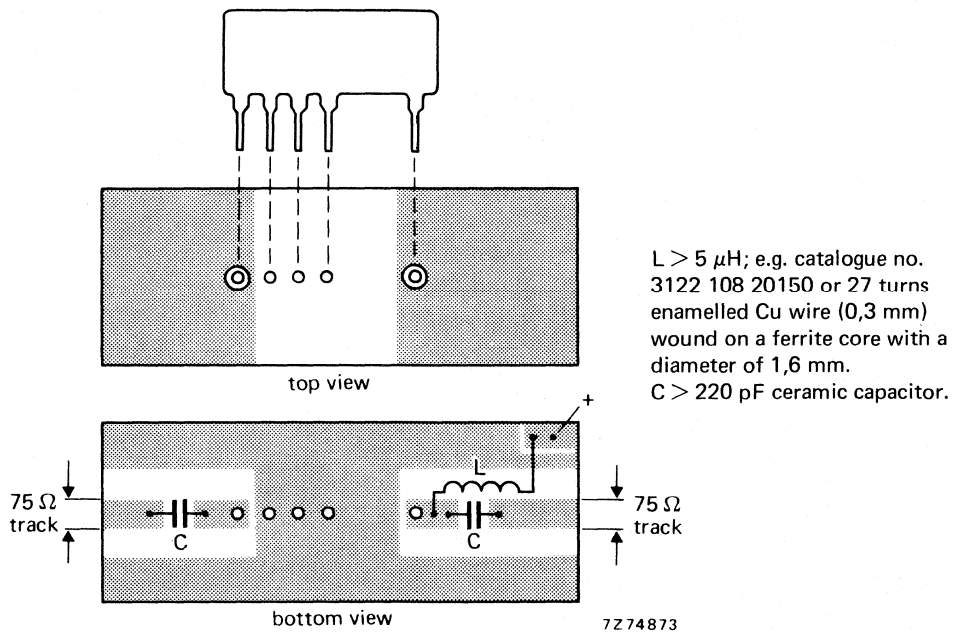 L > 5 μH; e.g. catalogue no.
3122 108 20150 or 27 turns
enamelled Cu wire (0,3 mm)
wound on a ferrite core with a
diameter of 1,6 mm.
C > 220 pF ceramic capacitor.
top view
+
L
75 Ω
track
C
C
75 Ω
track
bottom view
7Z74873